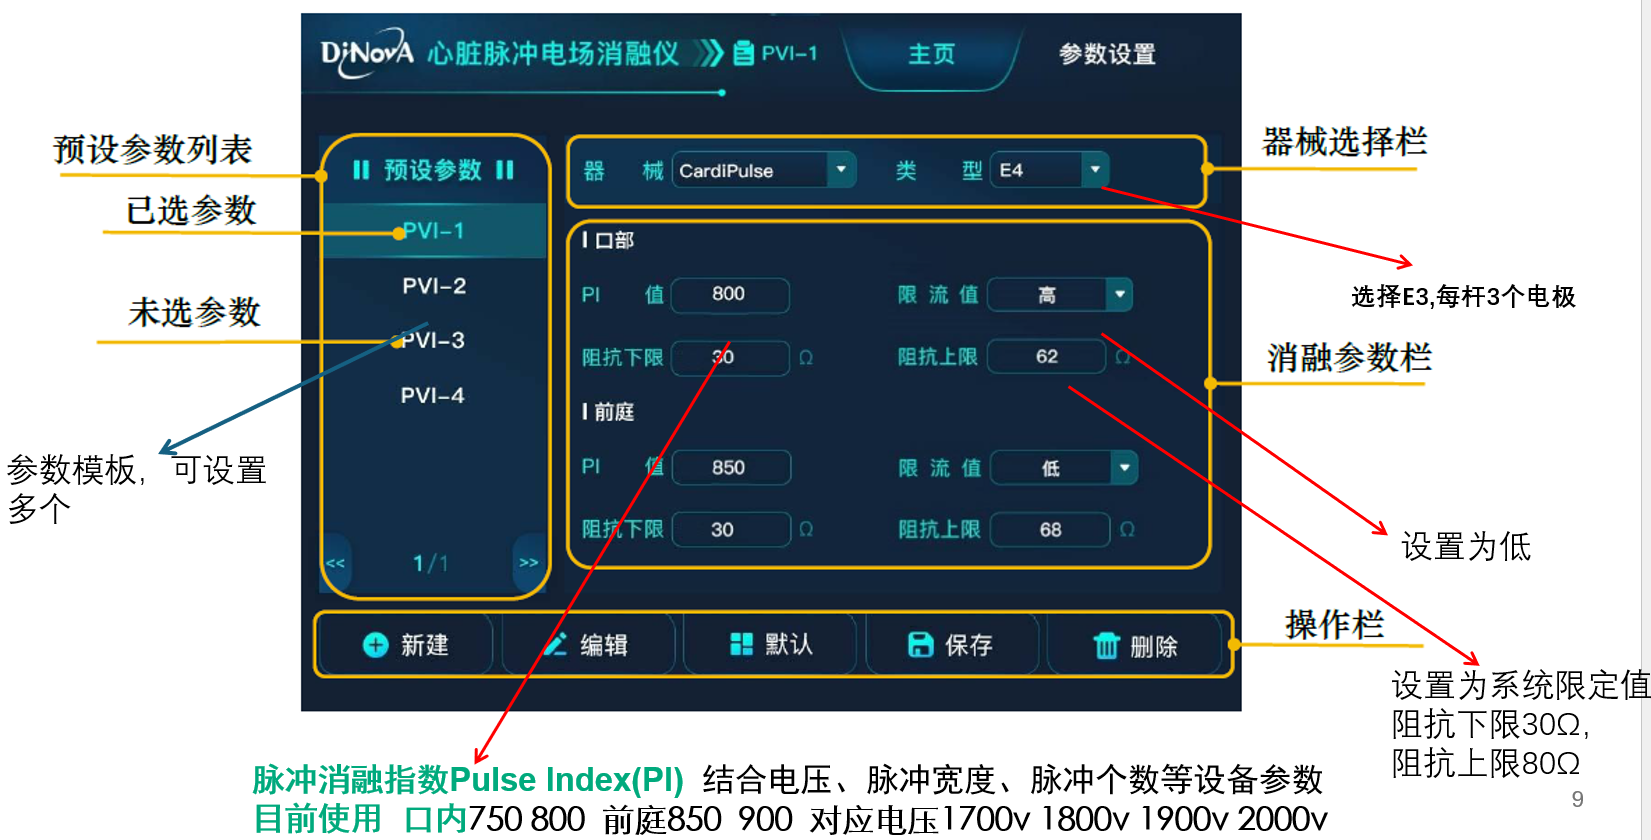 DiNovA 心脏脉冲电场消融仪 PVI-1 主页 参数设置
预设参数列表
已选参数
未选参数
参数模板，可设置
多个
预设参数
PVI-1
PVI-2
PVI-3
PVI-4
<< 1/1 >>
器械 CardiPulse 类型 E4
口部
PI 值 800 限流值 高
阻抗下限 30 Ω 阻抗上限 62 Ω
前庭
PI 值 850 限流值 低
阻抗下限 30 Ω 阻抗上限 68 Ω
新建 编辑 默认 保存 删除
器械选择栏
选择E3,每杆3个电极
消融参数栏
设置为低
操作栏
设置为系统限定值
阻抗下限30Ω，
阻抗上限80Ω
脉冲消融指数Pulse Index(PI) 结合电压、脉冲宽度、脉冲个数等设备参数
目前使用 口内750 800 前庭850 900 对应电压1700v 1800v 1900v 2000v
9